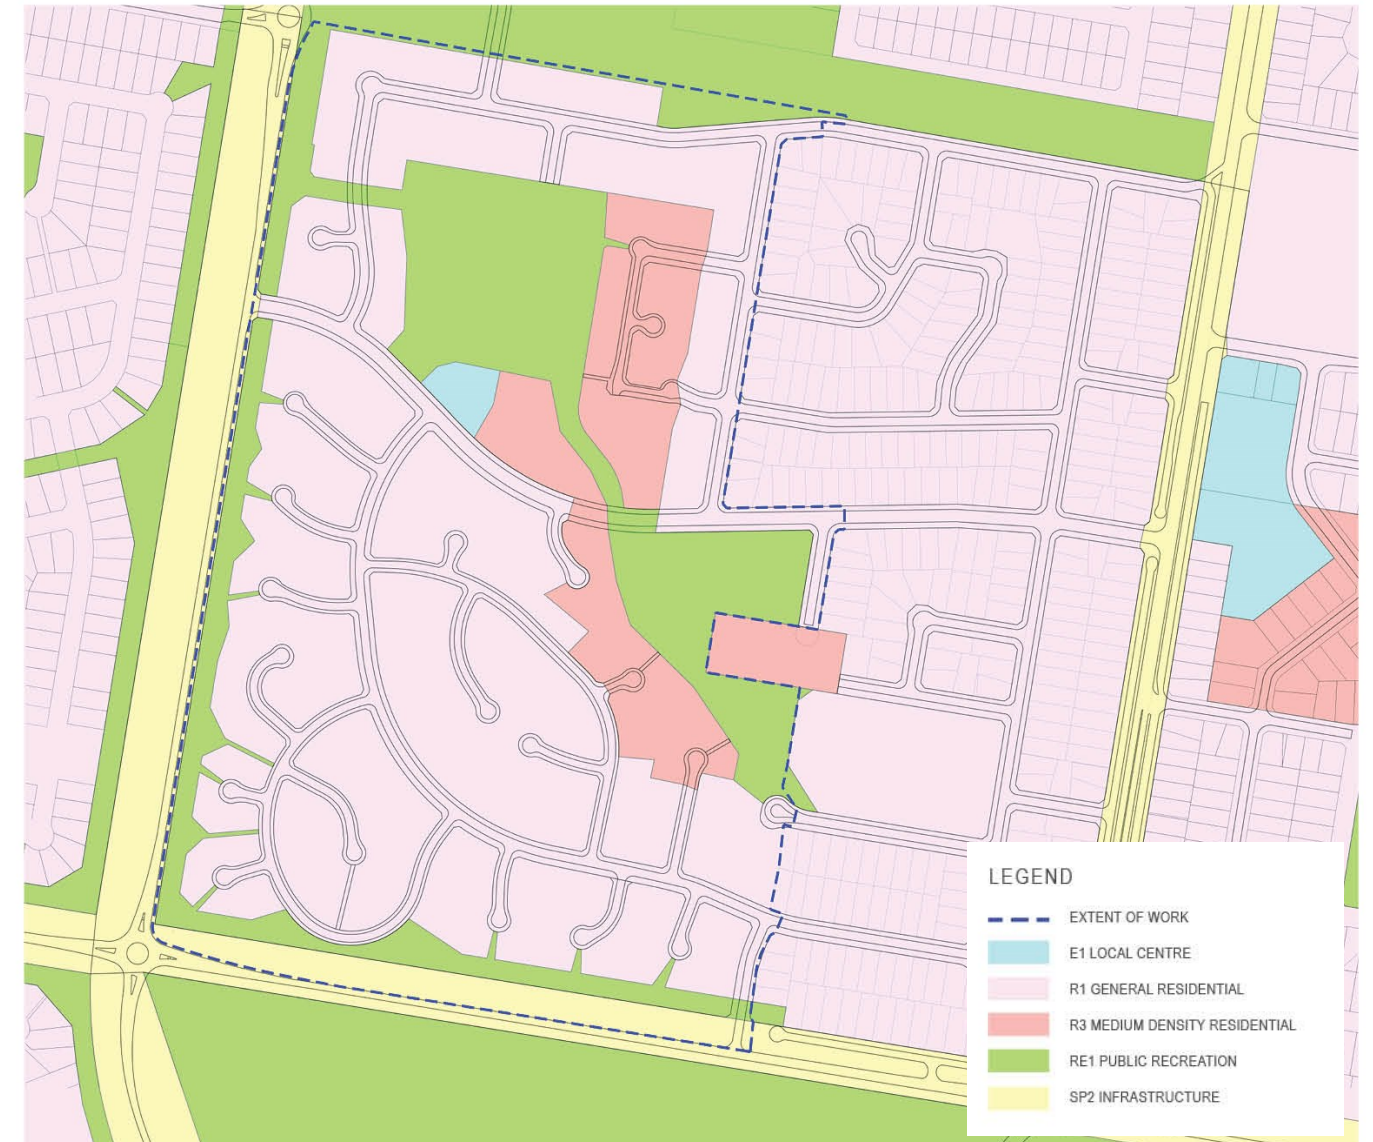 LEGEND
EXTENT OF WORK
E1 LOCAL CENTRE
R1 GENERAL RESIDENTIAL
R3 MEDIUM DENSITY RESIDENTIAL
RE1 PUBLIC RECREATION
SP2 INFRASTRUCTURE